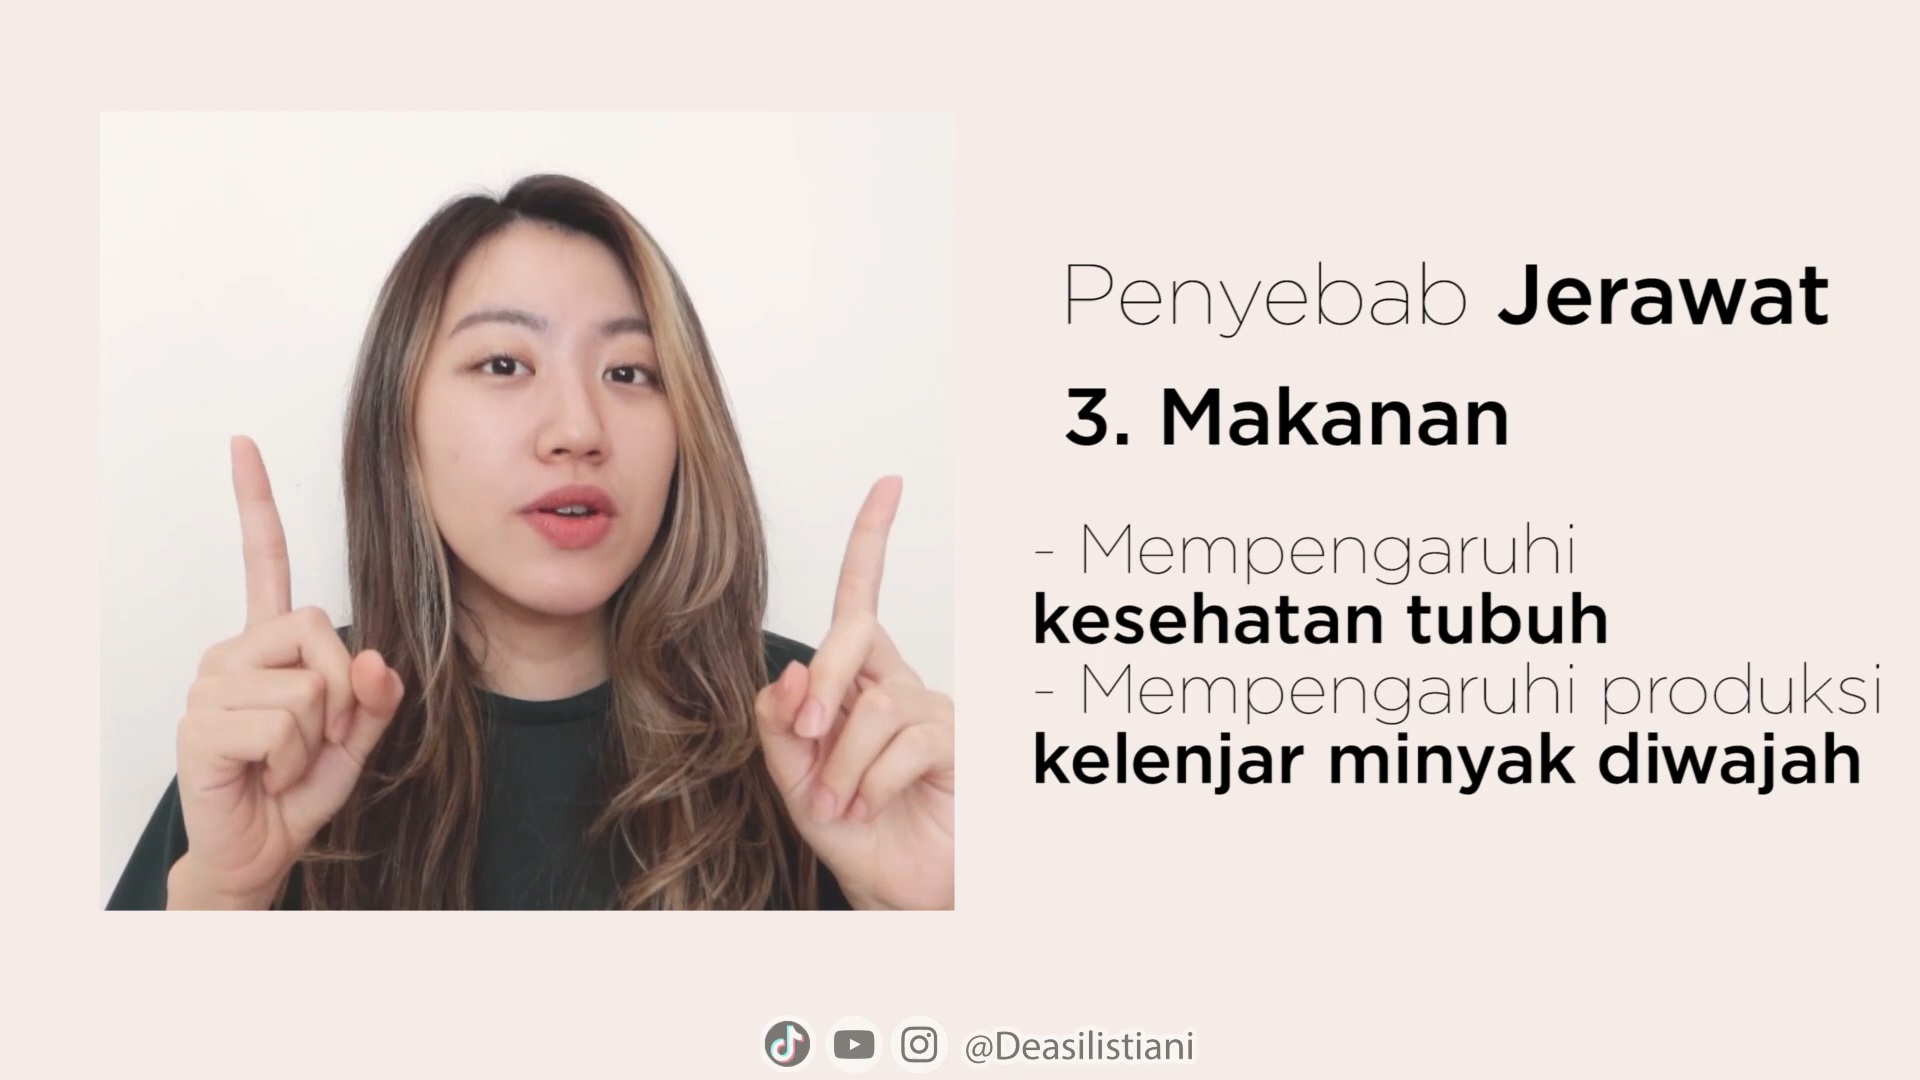 Penyebab Jerawat
3. Makanan
- Mempengaruhi
kesehatan tubuh
- Mempengaruhi produksi
kelenjar minyak diwajah
@Deasilistiani